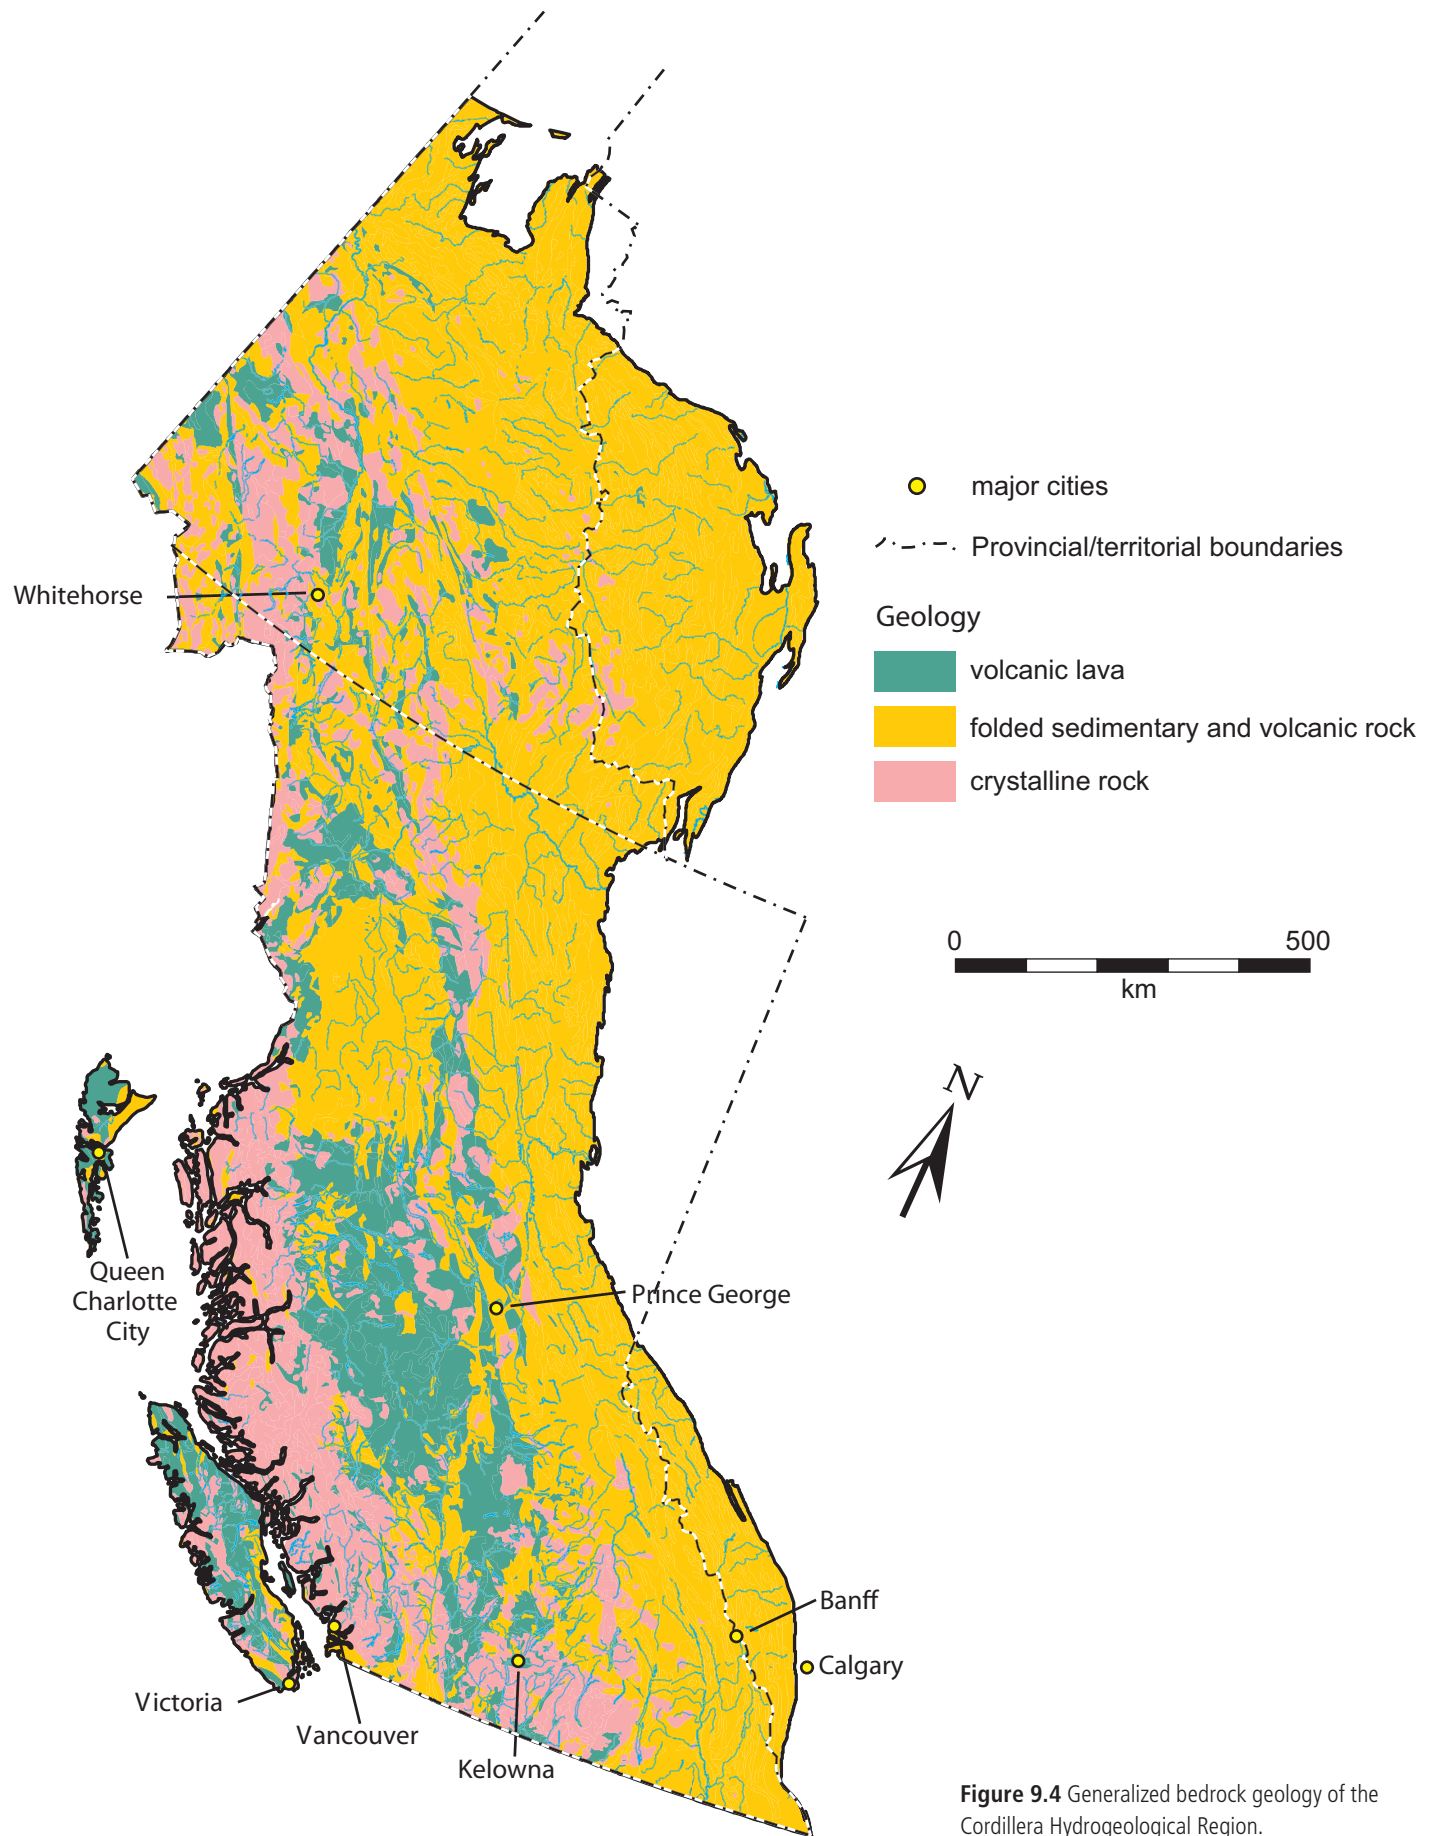 major cities
Provincial/territorial boundaries
Whitehorse
Geology
volcanic lava
folded sedimentary and volcanic rock
crystalline rock
0 500
km
N
Queen
Charlotte
City
Prince George
Banff
Calgary
Victoria
Vancouver
Kelowna
Figure 9.4 Generalized bedrock geology of the
Cordillera Hydrogeological Region.